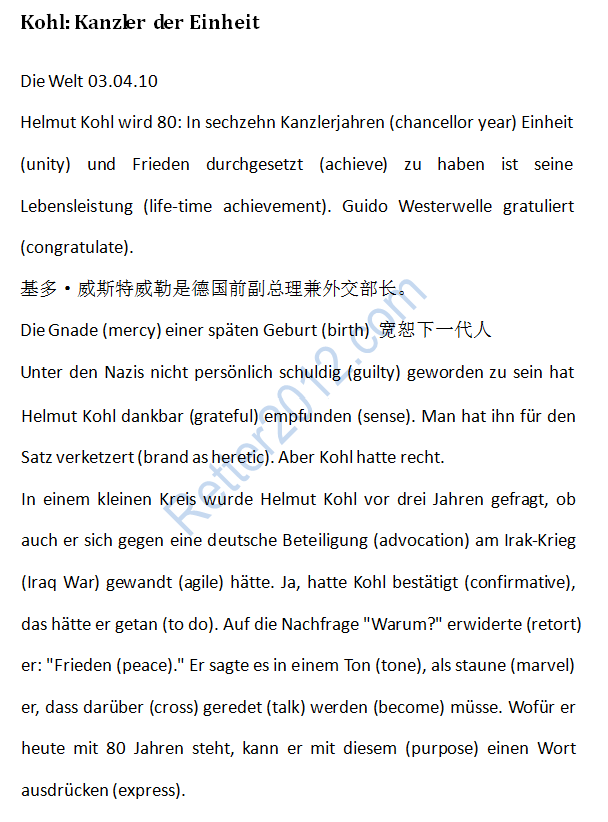 Kohl: Kanzler der Einheit
Die Welt 03.04.10
Helmut Kohl wird 80: In sechzehn Kanzlerjahren (chancellor year) Einheit
(unity) und Frieden durchgesetzt (achieve) zu haben ist seine
Lebensleistung (life-time achievement). Guido Westerwelle gratuliert
(congratulate).
基多·威斯特威勒是德国前副总理兼外交部长。
Die Gnade (mercy) einer späten Geburt (birth) 宽恕下一代人
Unter den Nazis nicht persönlich schuldig (guilty) geworden zu sein hat
Helmut Kohl dankbar (grateful) empfunden (sense). Man hat ihn für den
Satz verketzert (brand as heretic). Aber Kohl hatte recht.
In einem kleinen Kreis wurde Helmut Kohl vor drei Jahren gefragt, ob
auch er sich gegen eine deutsche Beteiligung (advocation) am Irak-Krieg
(Iraq War) gewandt (agile) hätte. Ja, hatte Kohl bestätigt (confirmative),
das hätte er getan (to do). Auf die Nachfrage "Warum?" erwiderte (retort)
er: "Frieden (peace)." Er sagte es in einem Ton (tone), als staune (marvel)
er, dass darüber (cross) geredet (talk) werden (become) müsse. Wofür er
heute mit 80 Jahren steht, kann er mit diesem (purpose) einen Wort
ausdrücken (express).
Retter2012.com